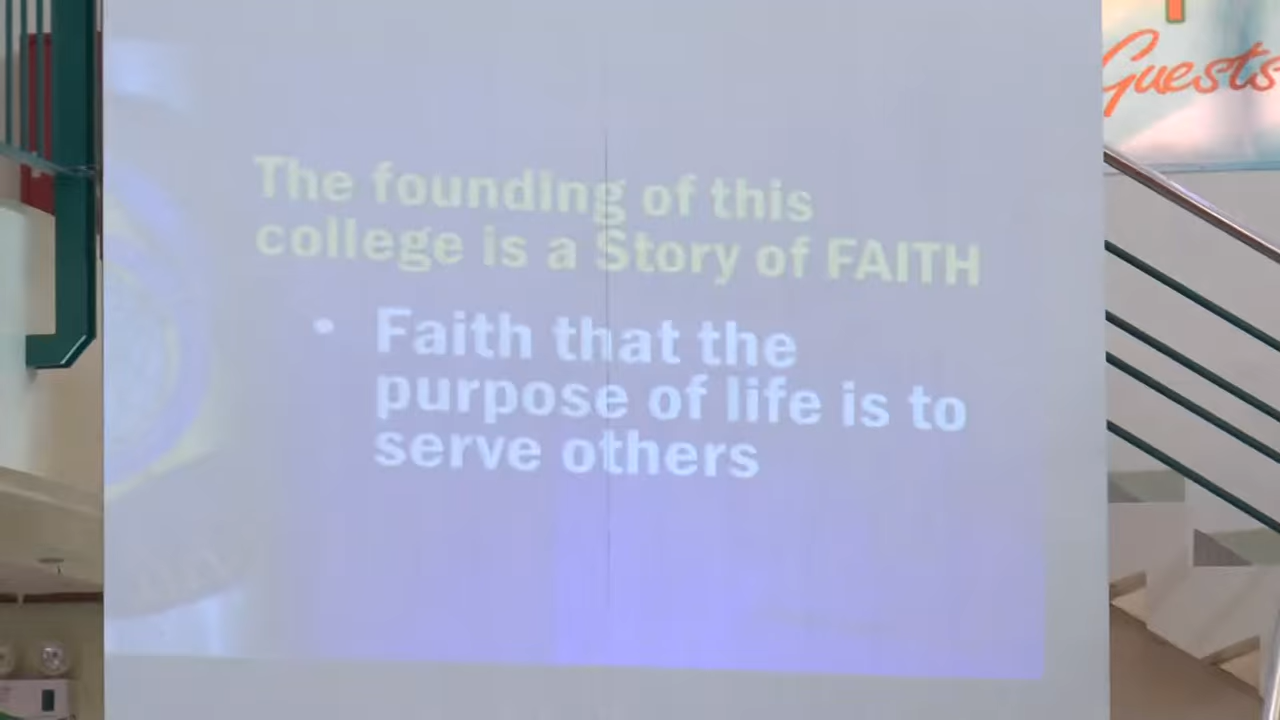 Guests
The founding of this
college is a Story of FAITH
• Faith that the
purpose of life is to
serve others